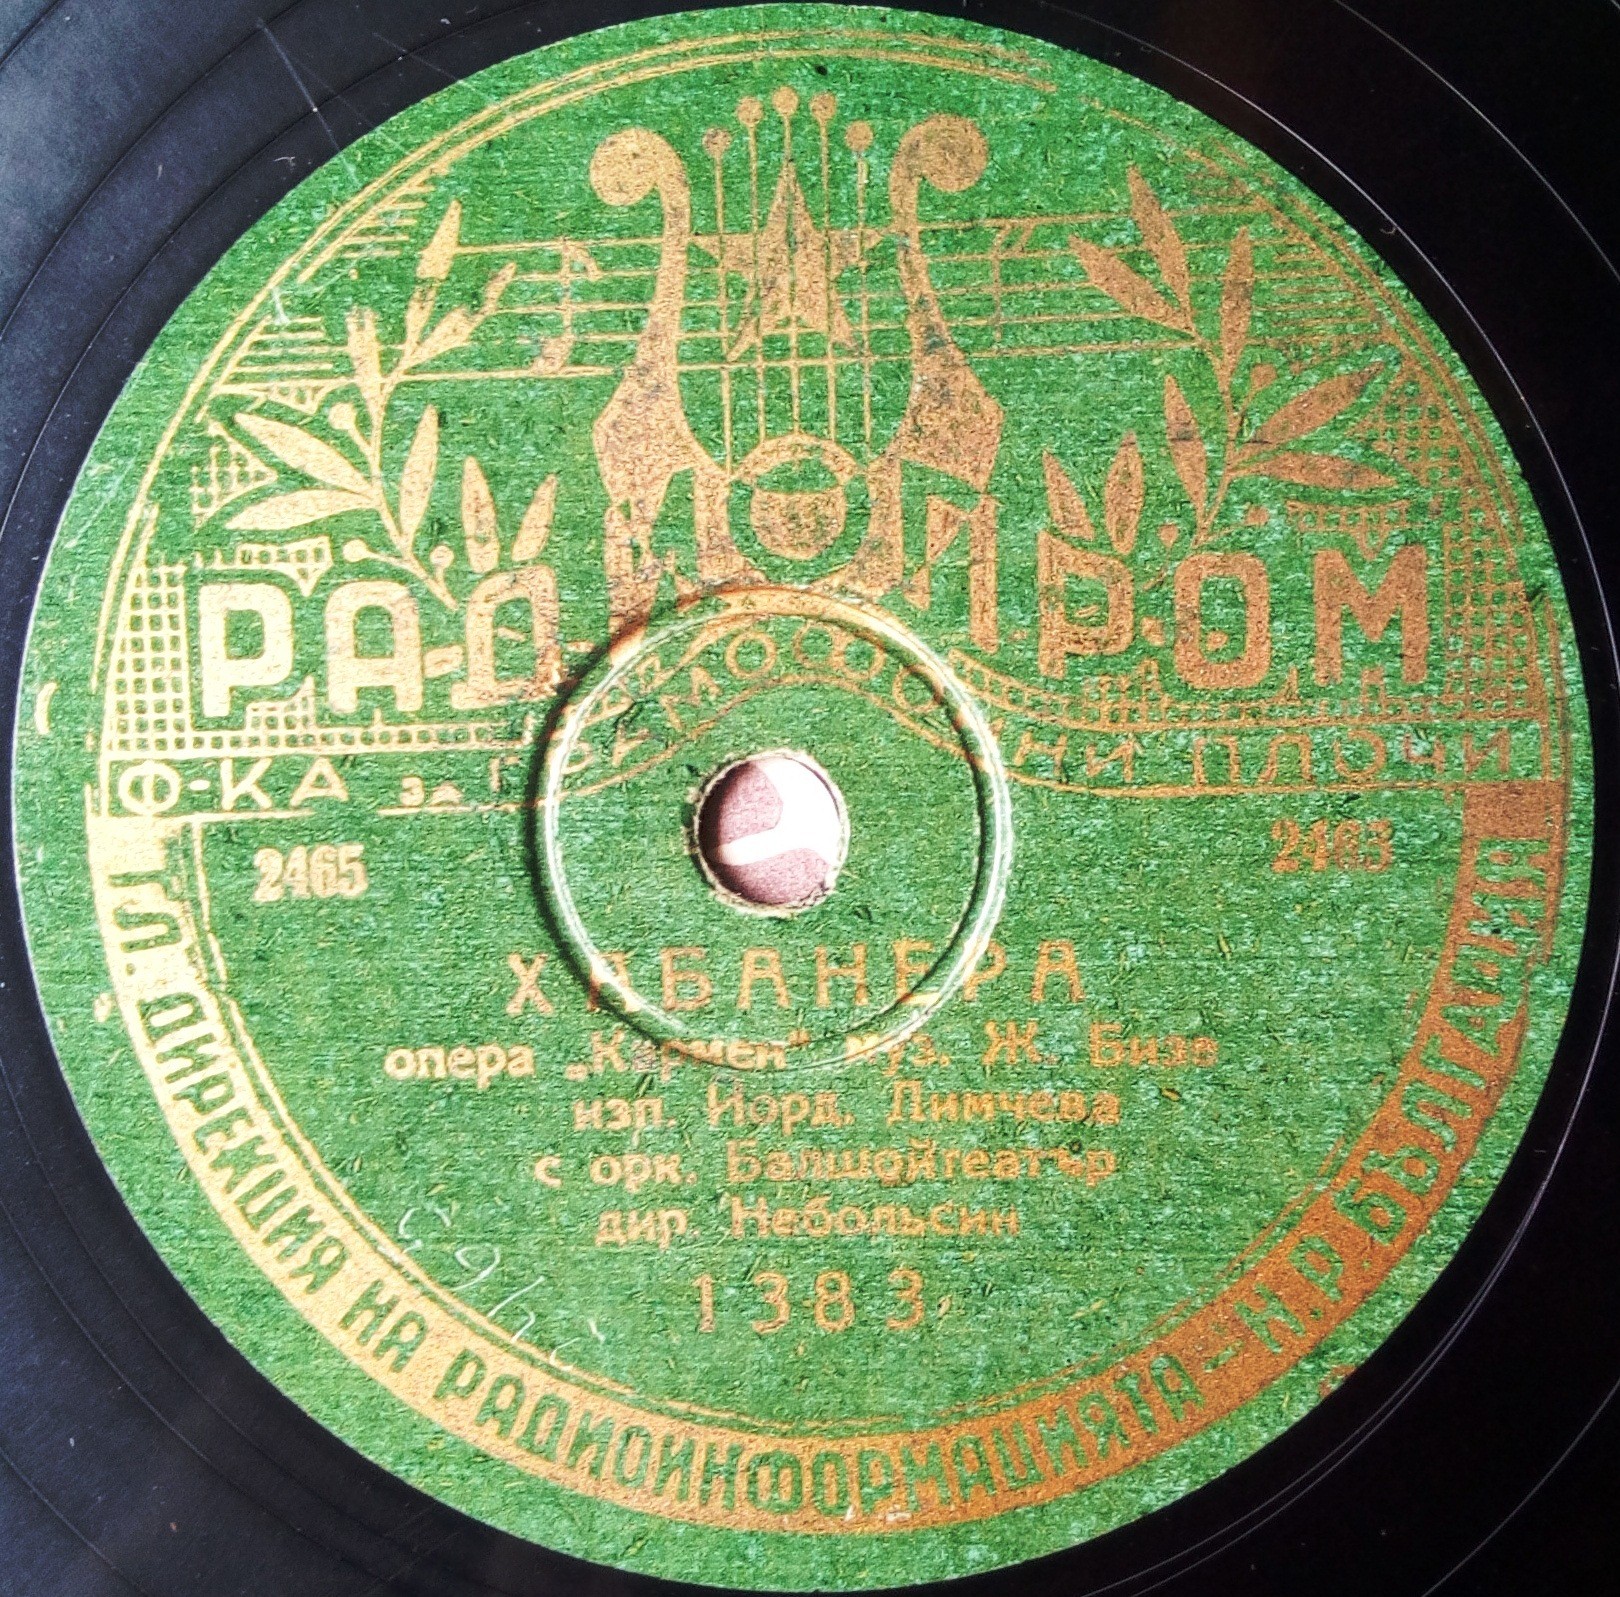 РАДИОПРОМ
Ф-КА за ГРАМОФОННИ ПЛОЧИ
2465 2465
ХАБАНЕРА
опера „Кармен" муз. Ж. Бизе
изп. Йорд. Димчева
с орк. Балшойтеатър
дир. Небольсин
1383
ГЛ. ДИРЕКЦИЯ НА РАДИОИНФОРМАЦИЯТА - Н.Р. БЪЛГАРИЯ